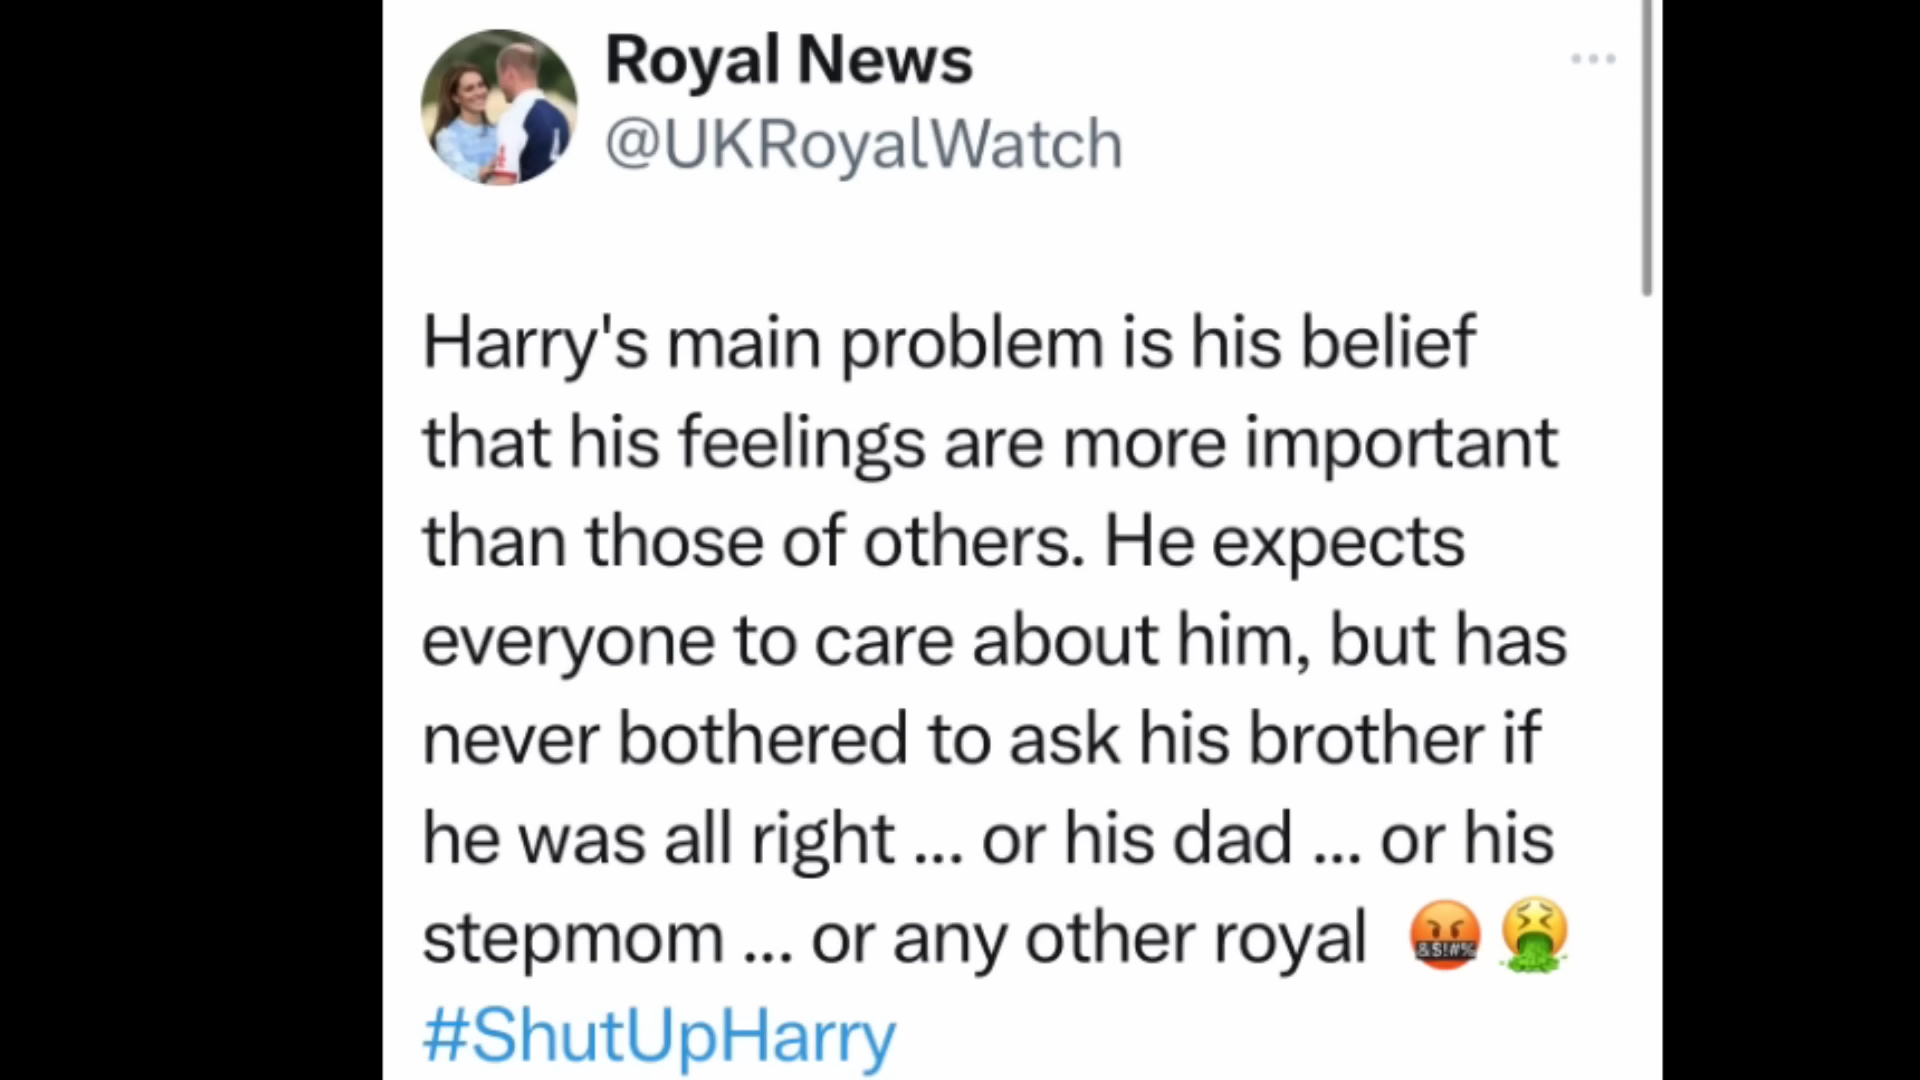 Royal News
@UKRoyalWatch
Harry's main problem is his belief
that his feelings are more important
than those of others. He expects
everyone to care about him, but has
never bothered to ask his brother if
he was all right ... or his dad ... or his
stepmom ... or any other royal 🤬🤮
#ShutUpHarry